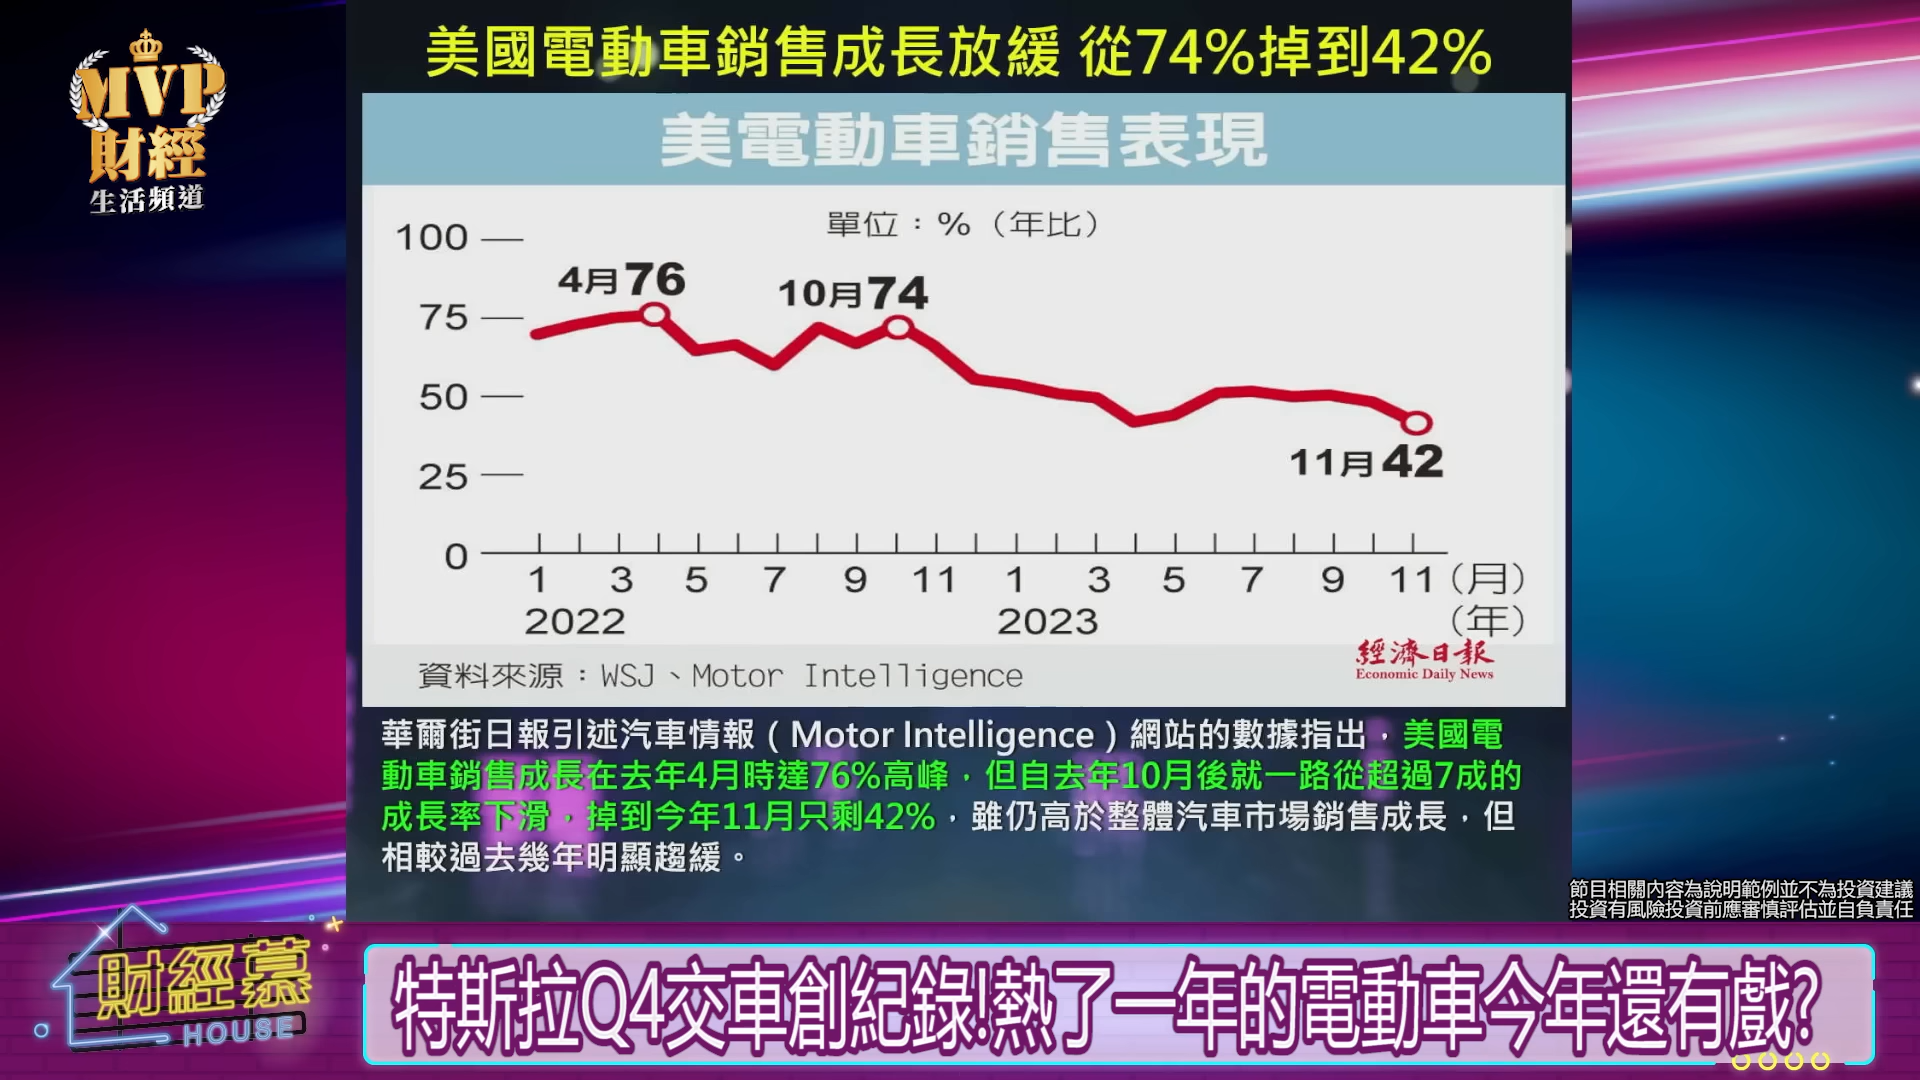 MVP
財經
生活頻道
美國電動車銷售成長放緩 從74%掉到42%
美電動車銷售表現
單位：%（年比）
100
75
50
25
0
4月76
10月74
11月42
1 3 5 7 9 11 1 3 5 7 9 11（月）
2022 2023 （年）
資料來源：WSJ、Motor Intelligence
經濟日報
Economic Daily News
華爾街日報引述汽車情報（Motor Intelligence）網站的數據指出，美國電
動車銷售成長在去年4月時達76%高峰，但自去年10月後就一路從超過7成的
成長率下滑，掉到今年11月只剩42%，雖仍高於整體汽車市場銷售成長，但
相較過去幾年明顯趨緩。
節目相關內容為說明範例並不為投資建議
投資有風險投資前應審慎評估並自負責任
財經慕
HOUSE
特斯拉Q4交車創紀錄!熱了一年的電動車今年還有戲?